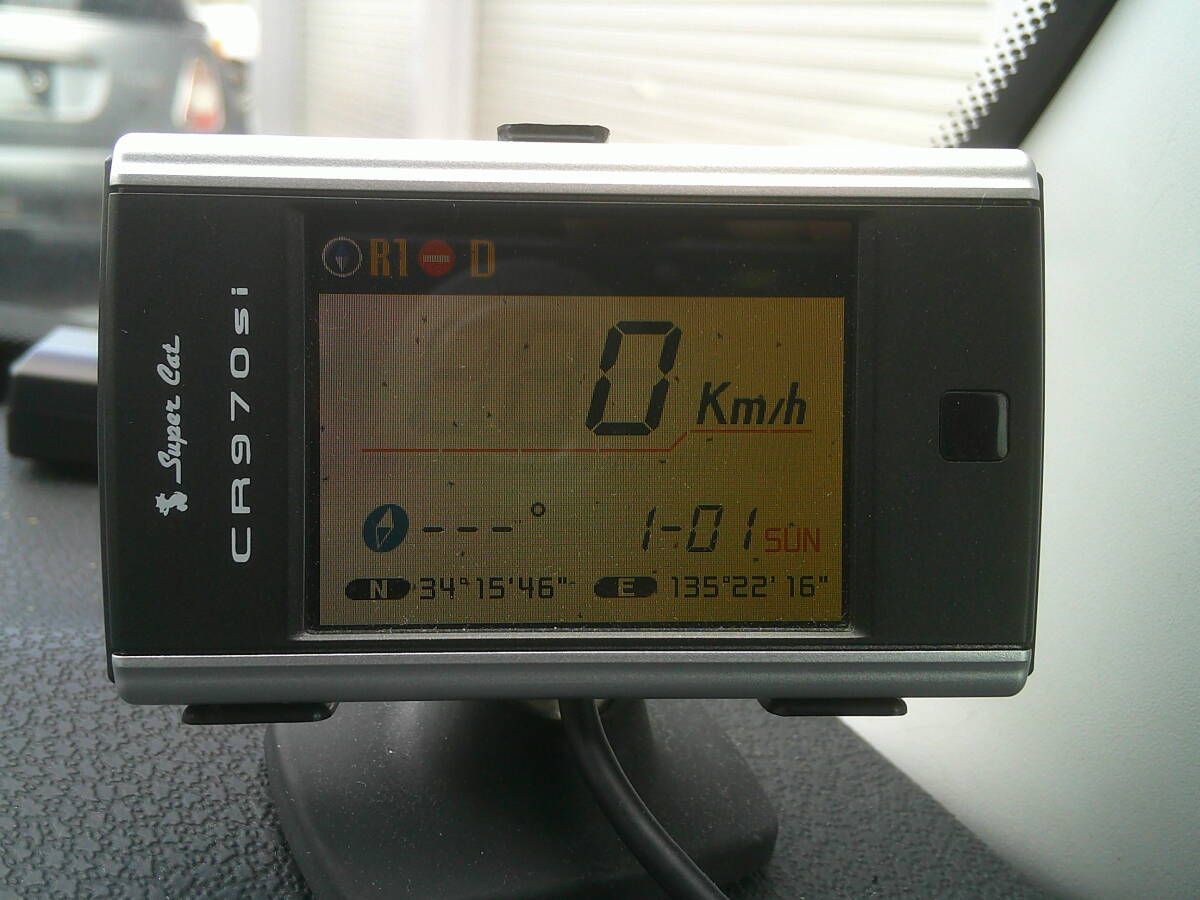 Super Cat
CR970si
R1 D
0 Km/h
---° 1-01 SUN
N 34°15'46" E 135°22'16"